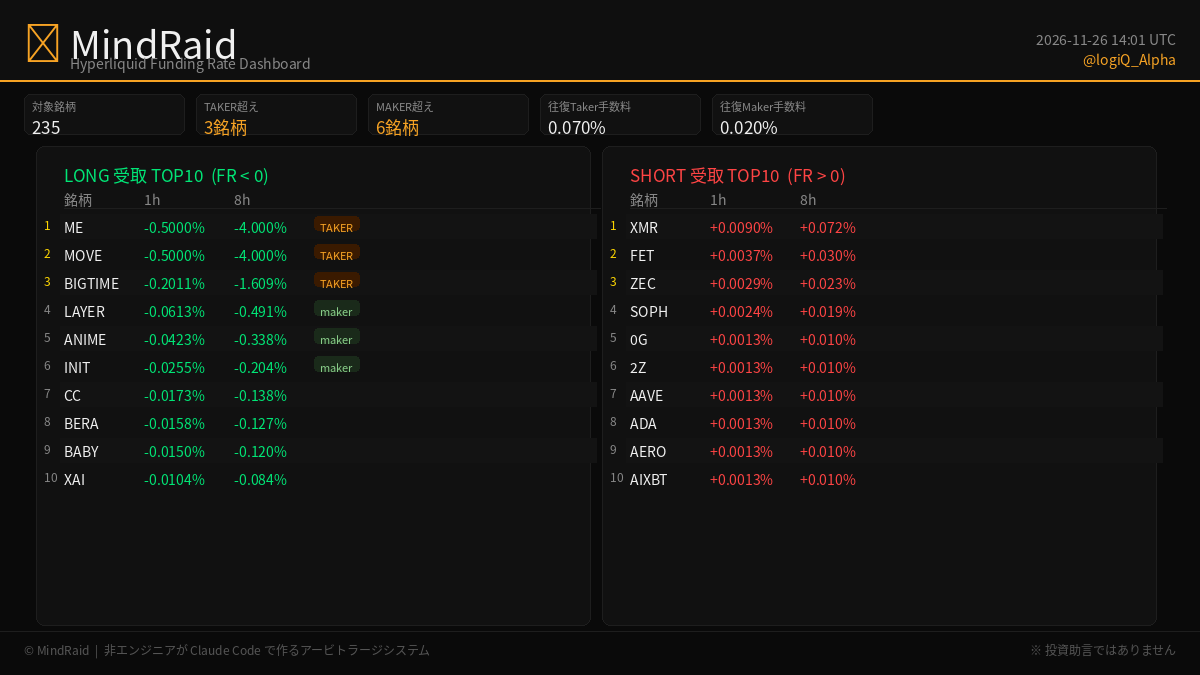 MindRaid
Hyperliquid Funding Rate Dashboard
2026-11-26 14:01 UTC
@logiQ_Alpha
対象銘柄
235
TAKER超え
3銘柄
MAKER超え
6銘柄
往復Taker手数料
0.070%
往復Maker手数料
0.020%
LONG 受取 TOP10 (FR < 0)
銘柄 1h 8h
1 ME -0.5000% -4.000% TAKER
2 MOVE -0.5000% -4.000% TAKER
3 BIGTIME -0.2011% -1.609% TAKER
4 LAYER -0.0613% -0.491% maker
5 ANIME -0.0423% -0.338% maker
6 INIT -0.0255% -0.204% maker
7 CC -0.0173% -0.138%
8 BERA -0.0158% -0.127%
9 BABY -0.0150% -0.120%
10 XAI -0.0104% -0.084%
SHORT 受取 TOP10 (FR > 0)
銘柄 1h 8h
1 XMR +0.0090% +0.072%
2 FET +0.0037% +0.030%
3 ZEC +0.0029% +0.023%
4 SOPH +0.0024% +0.019%
5 0G +0.0013% +0.010%
6 2Z +0.0013% +0.010%
7 AAVE +0.0013% +0.010%
8 ADA +0.0013% +0.010%
9 AERO +0.0013% +0.010%
10 AIXBT +0.0013% +0.010%
© MindRaid | 非エンジニアが Claude Code で作るアービトラージシステム
※ 投資助言ではありません